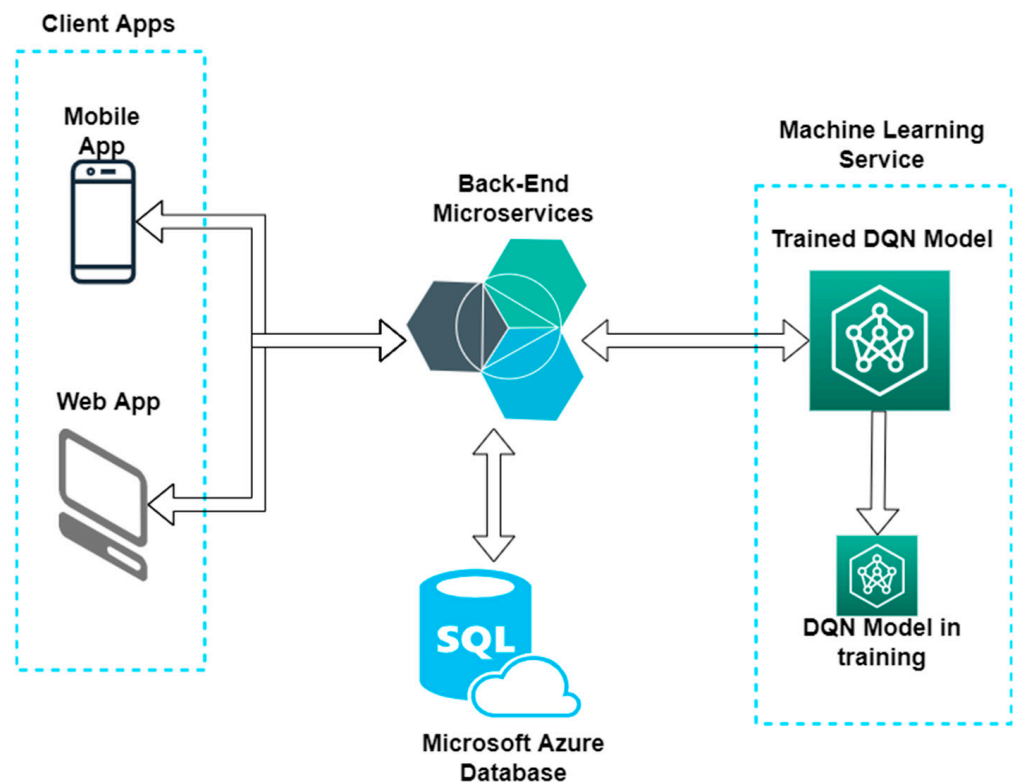 Client Apps
Mobile
App
Web App
Back-End
Microservices
SQL
Microsoft Azure
Database
Machine Learning
Service
Trained DQN Model
DQN Model in
training